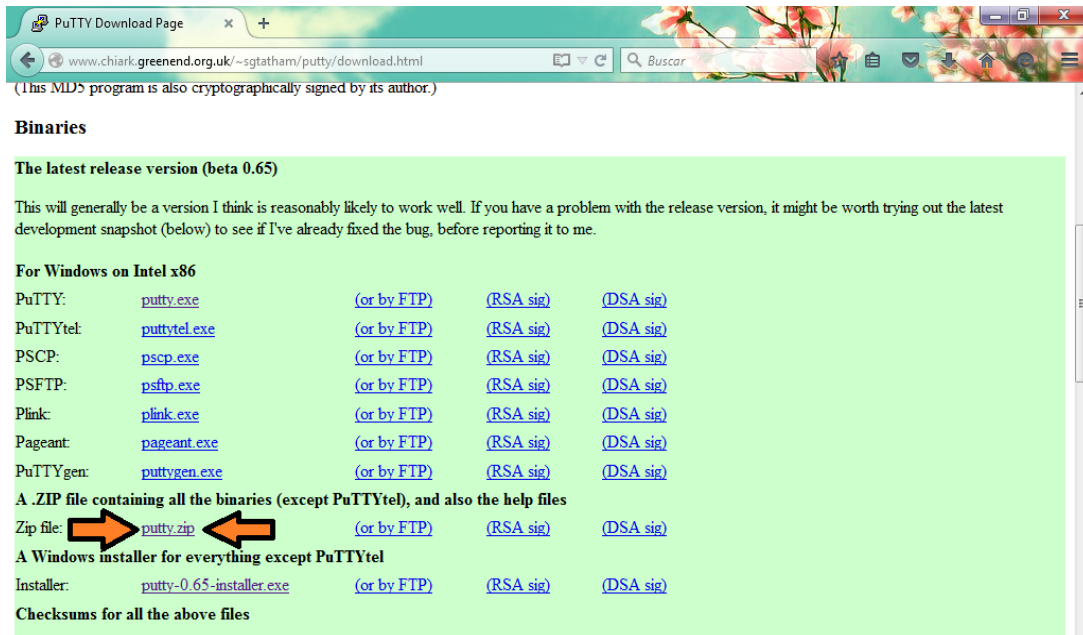 PuTTY Download Page
www.chiark.greenend.org.uk/~sgtatham/putty/download.html
Buscar
(This MD5 program is also cryptographically signed by its author.)
Binaries
The latest release version (beta 0.65)
This will generally be a version I think is reasonably likely to work well. If you have a problem with the release version, it might be worth trying out the latest
development snapshot (below) to see if I've already fixed the bug, before reporting it to me.
For Windows on Intel x86
PuTTY: putty.exe (or by FTP) (RSA sig) (DSA sig)
PuTTYtel: puttytel.exe (or by FTP) (RSA sig) (DSA sig)
PSCP: pscp.exe (or by FTP) (RSA sig) (DSA sig)
PSFTP: psftp.exe (or by FTP) (RSA sig) (DSA sig)
Plink: plink.exe (or by FTP) (RSA sig) (DSA sig)
Pageant: pageant.exe (or by FTP) (RSA sig) (DSA sig)
PuTTYgen: puttygen.exe (or by FTP) (RSA sig) (DSA sig)
A .ZIP file containing all the binaries (except PuTTYtel), and also the help files
Zip file: putty.zip (or by FTP) (RSA sig) (DSA sig)
A Windows installer for everything except PuTTYtel
Installer: putty-0.65-installer.exe (or by FTP) (RSA sig) (DSA sig)
Checksums for all the above files